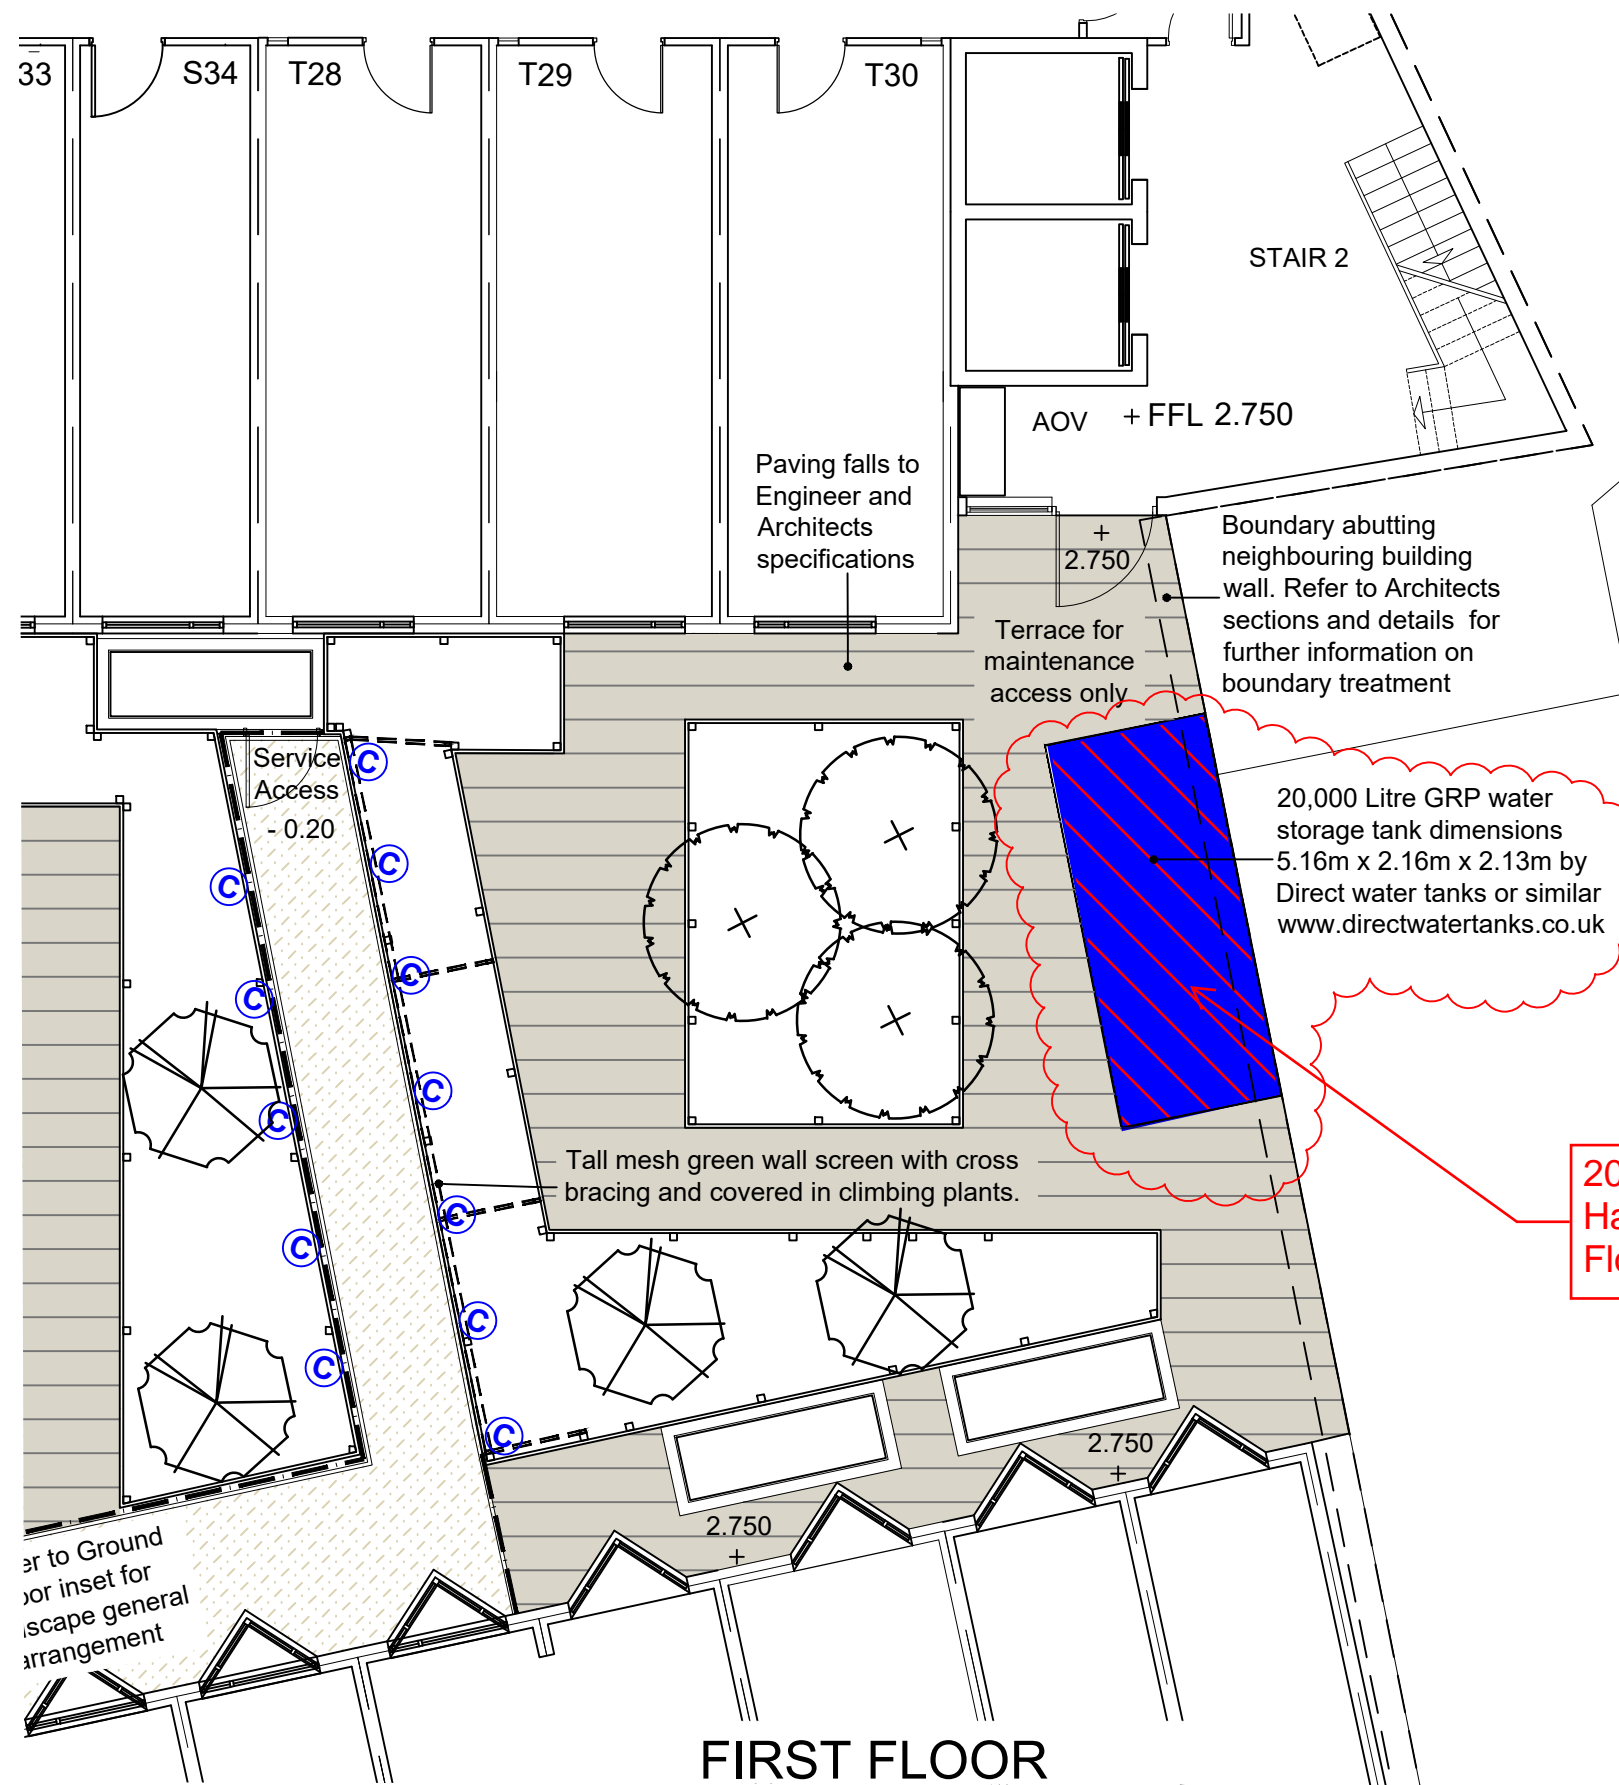 33
S34
T28
T29
T30
STAIR 2
AOV
+ FFL 2.750
Paving falls to
Engineer and
Architects
specifications
+
2.750
Boundary abutting
neighbouring building
wall. Refer to Architects
sections and details for
further information on
boundary treatment
Terrace for
maintenance
access only
Service
Access
- 0.20
20,000 Litre GRP water
storage tank dimensions
5.16m x 2.16m x 2.13m by
Direct water tanks or similar
www.directwatertanks.co.uk
C
C
C
C
C
C
C
C
C
C
C
C
Tall mesh green wall screen with cross
bracing and covered in climbing plants.
20
Ha
Flo
2.750
+
2.750
+
er to Ground
oor inset for
scape general
arrangement
FIRST FLOOR